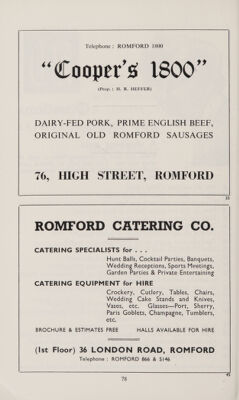 Telephone : ROMFORD 1800
"Cooper's 1800"
(Prop. : H. R. HEFFER)
DAIRY-FED PORK, PRIME ENGLISH BEEF,
ORIGINAL OLD ROMFORD SAUSAGES
76, HIGH STREET, ROMFORD
ROMFORD CATERING CO.
CATERING SPECIALISTS for . . .
Hunt Balls, Cocktail Parties, Banquets,
Wedding Receptions, Sports Meetings,
Garden Parties & Private Entertaining
CATERING EQUIPMENT for HIRE
Crockery, Cutlery, Tables, Chairs,
Wedding Cake Stands and Knives,
Vases, etc. Glasses—Port, Sherry,
Paris Goblets, Champagne, Tumblers,
etc.
BROCHURE & ESTIMATES FREE HALLS AVAILABLE FOR HIRE
(1st Floor) 36 LONDON ROAD, ROMFORD
Telephone : ROMFORD 866 & 5146
78